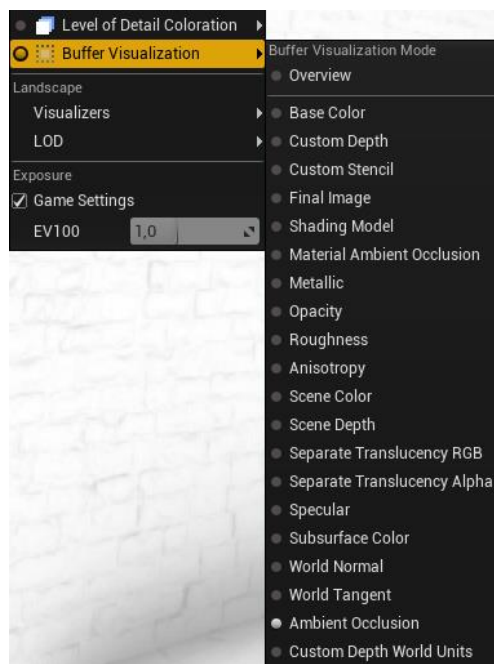 Level of Detail Coloration
Buffer Visualization
Landscape
Visualizers
LOD
Exposure
Game Settings
EV100 1,0
Buffer Visualization Mode
Overview
Base Color
Custom Depth
Custom Stencil
Final Image
Shading Model
Material Ambient Occlusion
Metallic
Opacity
Roughness
Anisotropy
Scene Color
Scene Depth
Separate Translucency RGB
Separate Translucency Alpha
Specular
Subsurface Color
World Normal
World Tangent
Ambient Occlusion
Custom Depth World Units